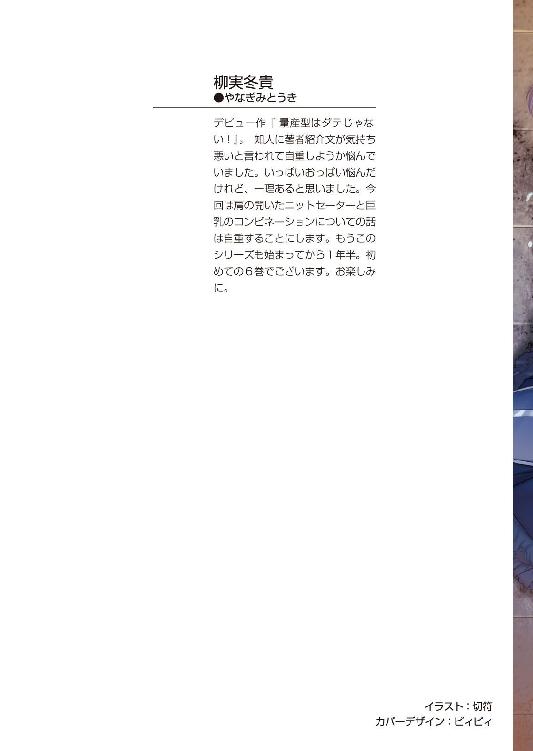 柳実冬貴
●やなぎみとうき
デビュー作『量産型はダテじゃな
い！』。 知人に著者紹介文が気持ち
悪いと言われて自重しようか悩んで
いました。いっぱいおっぱい悩んだ
けれど、一理あると思いました。今
回は肩の荒いたニットセーターと巨
乳のコンビネーションについての話
は自重することにします。もうこの
シリーズも始まってから１年半。初
めての６巻でございます。お楽しみ
に。
イラスト：切符
カバーデザイン：ビィビィ